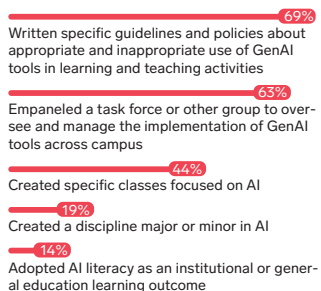 69%
Written specific guidelines and policies about
appropriate and inappropriate use of GenAI
tools in learning and teaching activities
63%
Empaneled a task force or other group to over-
see and manage the implementation of GenAI
tools across campus
44%
Created specific classes focused on AI
19%
Created a discipline major or minor in AI
14%
Adopted AI literacy as an institutional or gener-
al education learning outcome